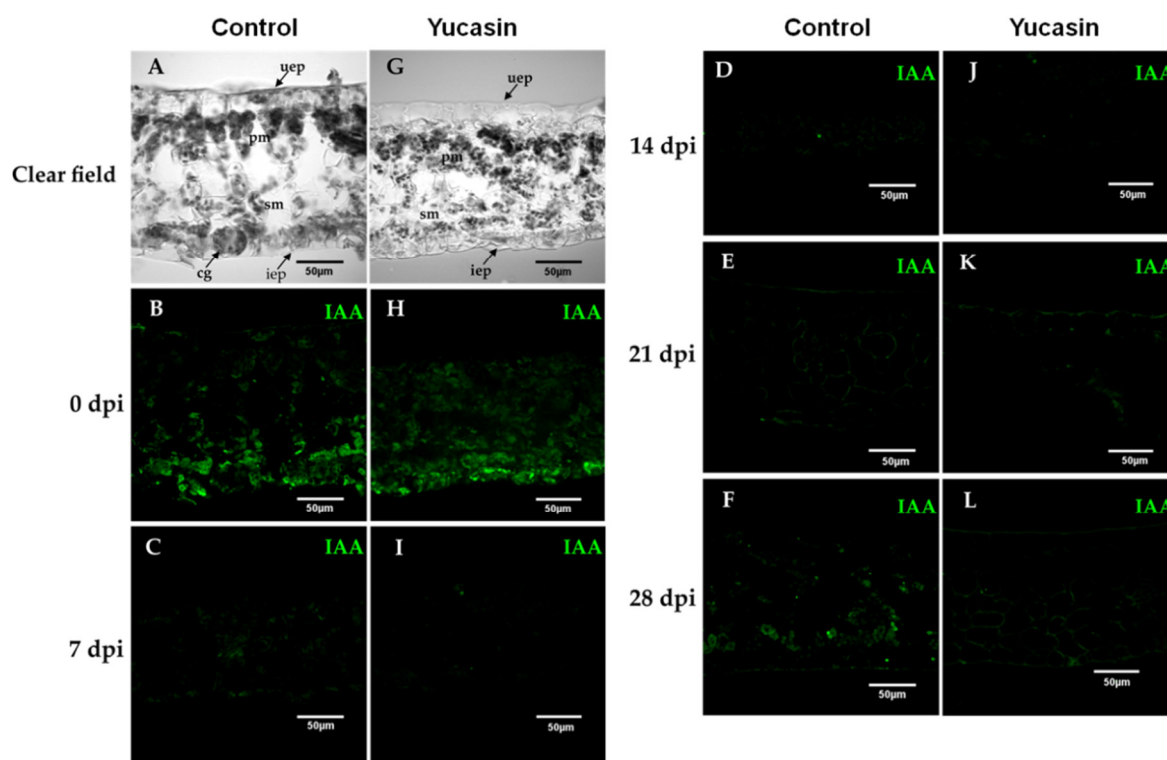 Control
Yucasin
Clear field
A
uep
pm
sm
cg
iep
50µm
G
uep
pm
sm
iep
50µm
0 dpi
B
IAA
50µm
H
IAA
50µm
7 dpi
C
IAA
50µm
I
IAA
50µm
Control
Yucasin
14 dpi
D
IAA
50µm
J
IAA
50µm
21 dpi
E
IAA
50µm
K
IAA
50µm
28 dpi
F
IAA
50µm
L
IAA
50µm